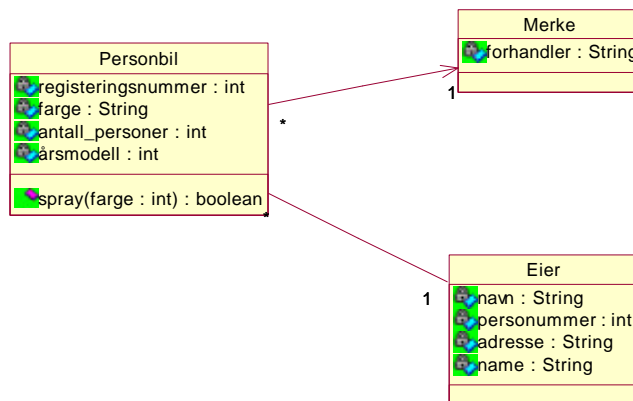 Personbil
registeringsnummer : int
farge : String
antall_personer : int
årsmodell : int
spray(farge : int) : boolean
*
*
Merke
forhandler : String
1
Eier
navn : String
personummer : int
adresse : String
name : String
1